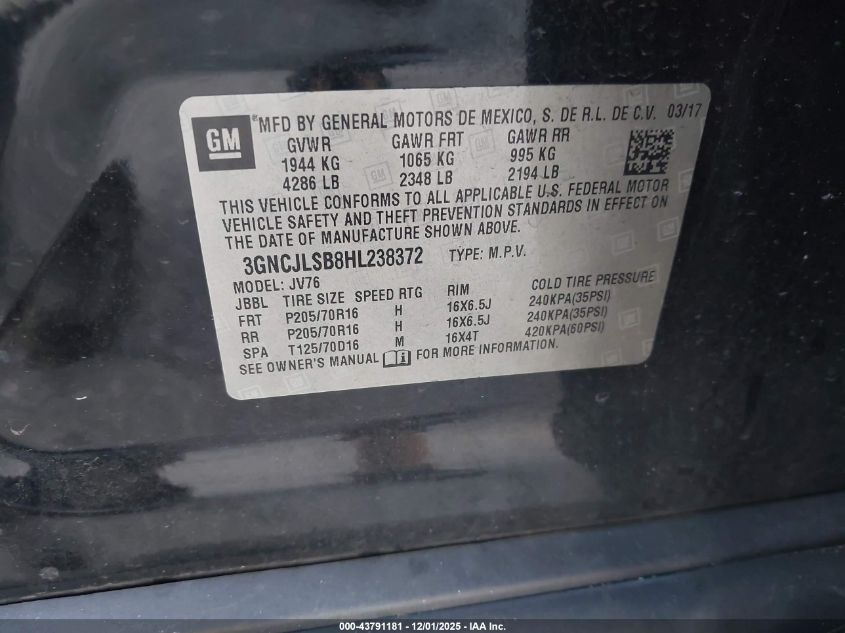 GM
*MFD BY GENERAL MOTORS DE MEXICO, S. DE R.L. DE C.V. 03/17
GVWR GAWR FRT GAWR RR
1944 KG 1065 KG 995 KG
4286 LB 2348 LB 2194 LB
THIS VEHICLE CONFORMS TO ALL APPLICABLE U.S. FEDERAL MOTOR
VEHICLE SAFETY AND THEFT PREVENTION STANDARDS IN EFFECT ON
THE DATE OF MANUFACTURE SHOWN ABOVE.
3GNCJLSB8HL238372 TYPE: M.P.V.
MODEL: JV76
JBBL TIRE SIZE SPEED RTG RIM COLD TIRE PRESSURE
FRT P205/70R16 H 16X6.5J 240KPA(35PSI)
RR P205/70R16 H 16X6.5J 240KPA(35PSI)
SPA T125/70D16 M 16X4T 420KPA(60PSI)
SEE OWNER'S MANUAL FOR MORE INFORMATION.
000-43791181 - 12/01/2025 - IAA Inc.